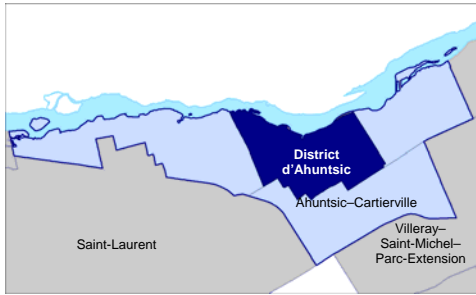 District
d'Ahuntsic
Ahuntsic–Cartierville
Saint-Laurent
Villeray–
Saint-Michel–
Parc-Extension